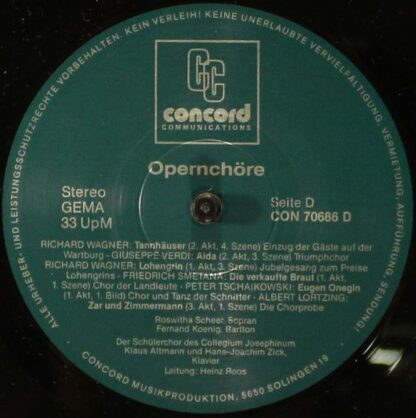 ALLE URHEBER- UND LEISTUNGSSCHUTZRECHTE VORBEHALTEN. KEIN VERLEIH! KEINE UNERLAUBTE VERVIELFÄLTIGUNG, VERMIETUNG, AUFFÜHRUNG, SENDUNG!
CC
concord
COMMUNICATIONS
Opernchöre
Stereo
GEMA
33 UpM
Seite D
CON 70686 D
RICHARD WAGNER: Tannhäuser (2. Akt, 4. Szene) Einzug der Gäste auf der
Wartburg - GIUSEPPE VERDI: Aida (2. Akt, 3. Szene) Triumphchor
RICHARD WAGNER: Lohengrin (1. Akt, 3. Szene) Jubelgesang zum Preise
Lohengrins - FRIEDRICH SMETANA: Die verkaufte Braut (1. Akt,
1. Szene) Chor der Landleute - PETER TSCHAIKOWSKI: Eugen Onegin
(1. Akt, 1. Bild) Chor und Tanz der Schnitter - ALBERT LORTZING:
Zar und Zimmermann (3. Akt, 1. Szene) Die Chorprobe
Roswitha Scheer, Sopran
Fernand Koenig, Bariton
Der Schülerchor des Collegium Josephinum
Klaus Altmann und Hans-Joachim Zick,
Klavier
Leitung: Heinz Roos
CONCORD MUSIKPRODUKTION, 5650 SOLINGEN 19